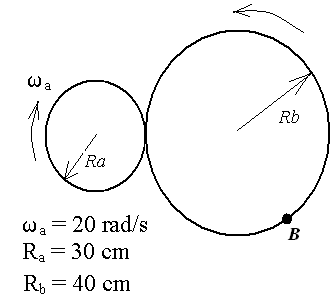 ωa
Ra
Rb
B
ωa = 20 rad/s
Ra = 30 cm
Rb = 40 cm